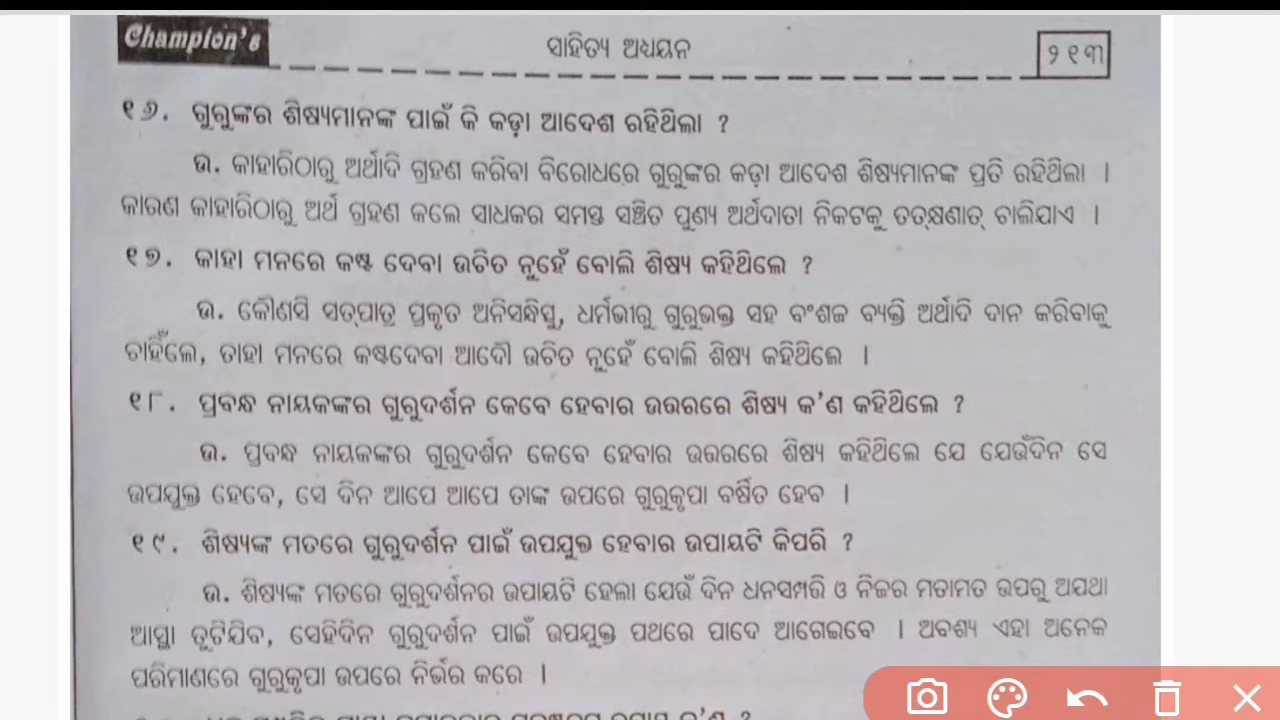 Champion's
ସାହିତ୍ୟ ଅଧ୍ୟୟନ
୨୧୩
୧୬. ଗୁରୁଙ୍କର ଶିଷ୍ୟମାନଙ୍କ ପାଇଁ କି କଡ଼ା ଆଦେଶ ରହିଥିଲା ?
ଉ. କାହାରିଠାରୁ ଅର୍ଥାଦି ଗ୍ରହଣ କରିବା ବିରୋଧରେ ଗୁରୁଙ୍କର କଡ଼ା ଆଦେଶ ଶିଷ୍ୟମାନଙ୍କ ପ୍ରତି ରହିଥିଲା ।
କାରଣ କାହାରିଠାରୁ ଅର୍ଥ ଗ୍ରହଣ କଲେ ସାଧକର ସମସ୍ତ ସଞ୍ଚିତ ପୁଣ୍ୟ ଅର୍ଥଦାତା ନିକଟକୁ ତତ୍‌କ୍ଷଣାତ୍ ଚାଲିଯାଏ ।
୧୭. କାହା ମନରେ କଷ୍ଟ ଦେବା ଉଚିତ ନୁହେଁ ବୋଲି ଶିଷ୍ୟ କହିଥିଲେ ?
ଉ. କୌଣସି ସତ୍‌ପାତ୍ର ପ୍ରକୃତ ଅନିସନ୍ଧିସୁ, ଧର୍ମଭୀରୁ ଗୁରୁଭକ୍ତ ସହ ବଂଶଜ ବ୍ୟକ୍ତି ଅର୍ଥାଦି ଦାନ କରିବାକୁ
ଚାହିଁଲେ, ତାହା ମନରେ କଷ୍ଟଦେବା ଆଦୌ ଉଚିତ ନୁହେଁ ବୋଲି ଶିଷ୍ୟ କହିଥିଲେ ।
୧୮. ପ୍ରବନ୍ଧ ନାୟକଙ୍କର ଗୁରୁଦର୍ଶନ କେବେ ହେବାର ଉତ୍ତରରେ ଶିଷ୍ୟ କ'ଣ କହିଥିଲେ ?
ଉ. ପ୍ରବନ୍ଧ ନାୟକଙ୍କର ଗୁରୁଦର୍ଶନ କେବେ ହେବାର ଉତ୍ତରରେ ଶିଷ୍ୟ କହିଥିଲେ ଯେ ଯେଉଁଦିନ ସେ
ଉପଯୁକ୍ତ ହେବେ, ସେ ଦିନ ଆପେ ଆପେ ତାଙ୍କ ଉପରେ ଗୁରୁକୃପା ବର୍ଷିତ ହେବ ।
୧୯. ଶିଷ୍ୟଙ୍କ ମତରେ ଗୁରୁଦର୍ଶନ ପାଇଁ ଉପଯୁକ୍ତ ହେବାର ଉପାୟଟି କିପରି ?
ଉ. ଶିଷ୍ୟଙ୍କ ମତରେ ଗୁରୁଦର୍ଶନର ଉପାୟଟି ହେଲା ଯେଉଁ ଦିନ ଧନସମ୍ପତ୍ତି ଓ ନିଜର ମତାମତ ଉପରୁ ଅଯଥା
ଆସ୍ଥା ତୁଟିଯିବ, ସେହିଦିନ ଗୁରୁଦର୍ଶନ ପାଇଁ ଉପଯୁକ୍ତ ପଥରେ ପାଦେ ଆଗେଇବେ । ଅବଶ୍ୟ ଏହା ଅନେକ
ପରିମାଣରେ ଗୁରୁକୃପା ଉପରେ ନିର୍ଭର କରେ ।